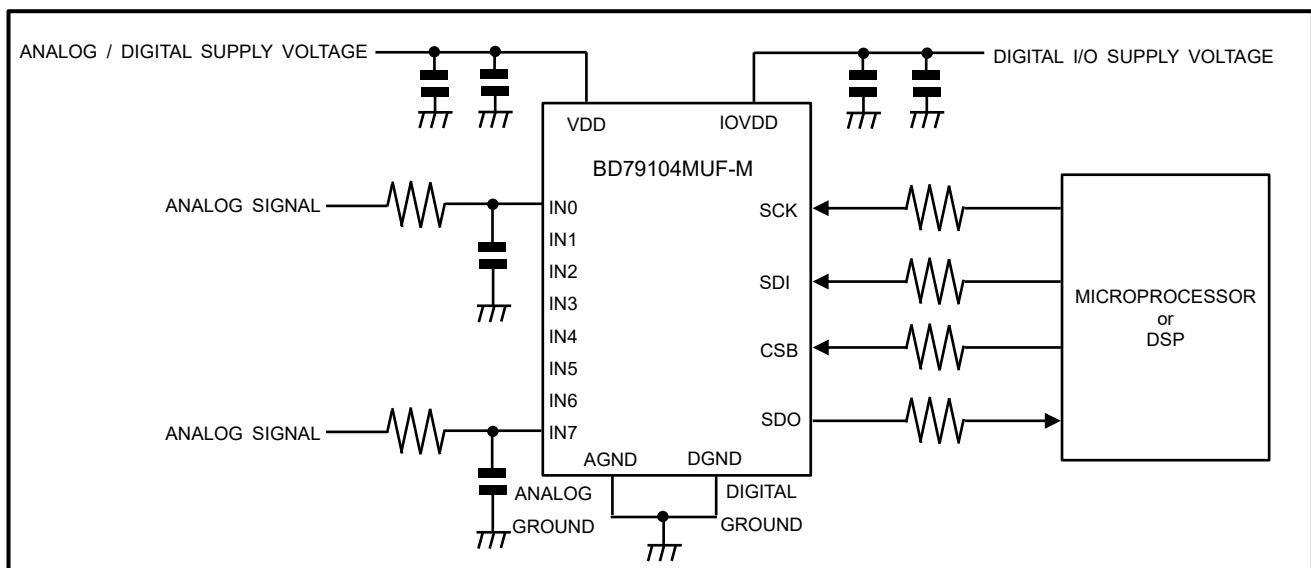 ANALOG / DIGITAL SUPPLY VOLTAGE
DIGITAL I/O SUPPLY VOLTAGE
VDD
IOVDD
BD79104MUF-M
ANALOG SIGNAL
IN0
IN1
IN2
IN3
IN4
IN5
IN6
IN7
ANALOG SIGNAL
SCK
SDI
CSB
SDO
MICROPROCESSOR
or
DSP
AGND
DGND
ANALOG
GROUND
DIGITAL
GROUND